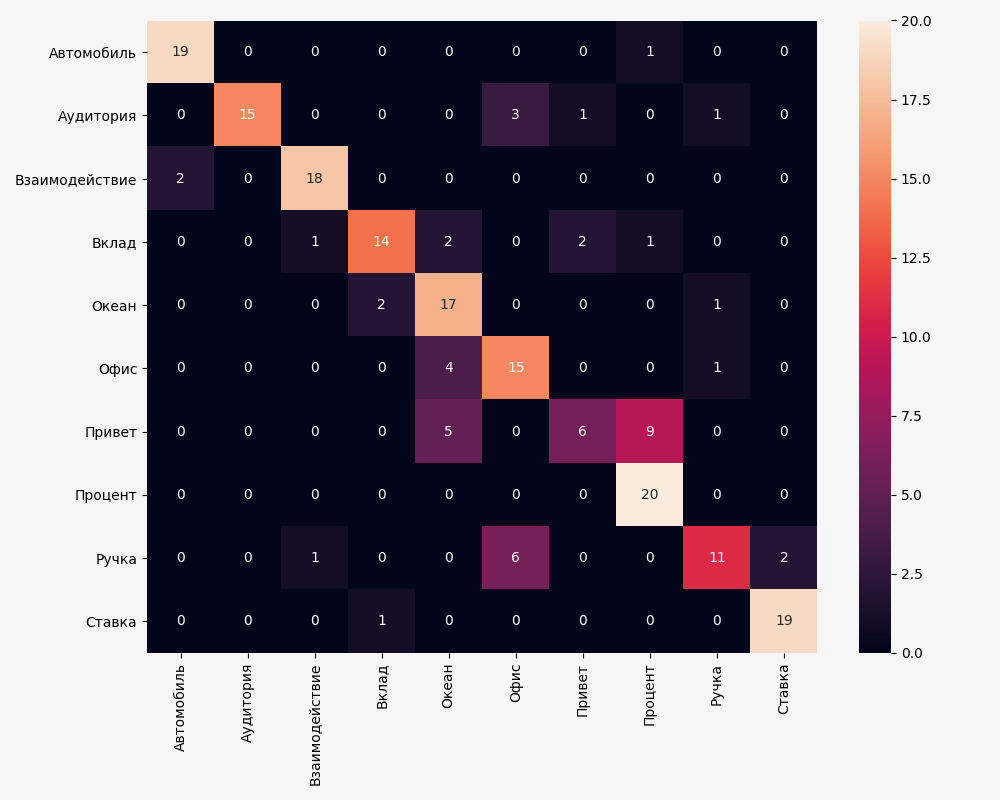 Автомобиль 19 0 0 0 0 0 0 1 0 0
Аудитория 0 15 0 0 0 3 1 0 1 0
Взаимодействие 2 0 18 0 0 0 0 0 0 0
Вклад 0 0 1 14 2 0 2 1 0 0
Океан 0 0 0 2 17 0 0 0 1 0
Офис 0 0 0 0 4 15 0 0 1 0
Привет 0 0 0 0 5 0 6 9 0 0
Процент 0 0 0 0 0 0 0 20 0 0
Ручка 0 0 1 0 0 6 0 0 11 2
Ставка 0 0 0 1 0 0 0 0 0 19
Автомобиль
Аудитория
Взаимодействие
Вклад
Океан
Офис
Привет
Процент
Ручка
Ставка
20.0
17.5
15.0
12.5
10.0
7.5
5.0
2.5
0.0